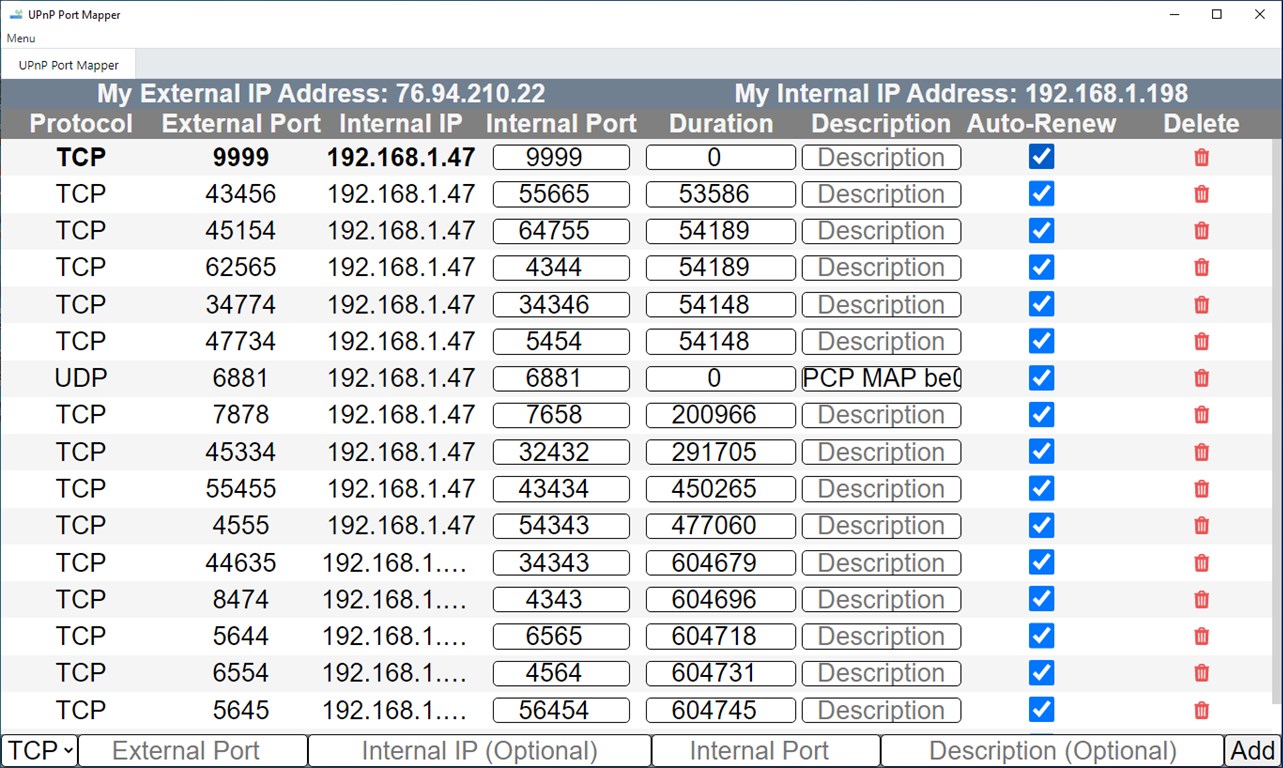 UPnP Port Mapper
Menu
UPnP Port Mapper
My External IP Address: 76.94.210.22 My Internal IP Address: 192.168.1.198
Protocol External Port Internal IP Internal Port Duration Description Auto-Renew Delete
TCP 9999 192.168.1.47 9999 0 Description
TCP 43456 192.168.1.47 55665 53586 Description
TCP 45154 192.168.1.47 64755 54189 Description
TCP 62565 192.168.1.47 4344 54189 Description
TCP 34774 192.168.1.47 34346 54148 Description
TCP 47734 192.168.1.47 5454 54148 Description
UDP 6881 192.168.1.47 6881 0 PCP MAP be0
TCP 7878 192.168.1.47 7658 200966 Description
TCP 45334 192.168.1.47 32432 291705 Description
TCP 55455 192.168.1.47 43434 450265 Description
TCP 4555 192.168.1.47 54343 477060 Description
TCP 44635 192.168.1.... 34343 604679 Description
TCP 8474 192.168.1.... 4343 604696 Description
TCP 5644 192.168.1.... 6565 604718 Description
TCP 6554 192.168.1.... 4564 604731 Description
TCP 5645 192.168.1.... 56454 604745 Description
TCP External Port Internal IP (Optional) Internal Port Description (Optional) Add